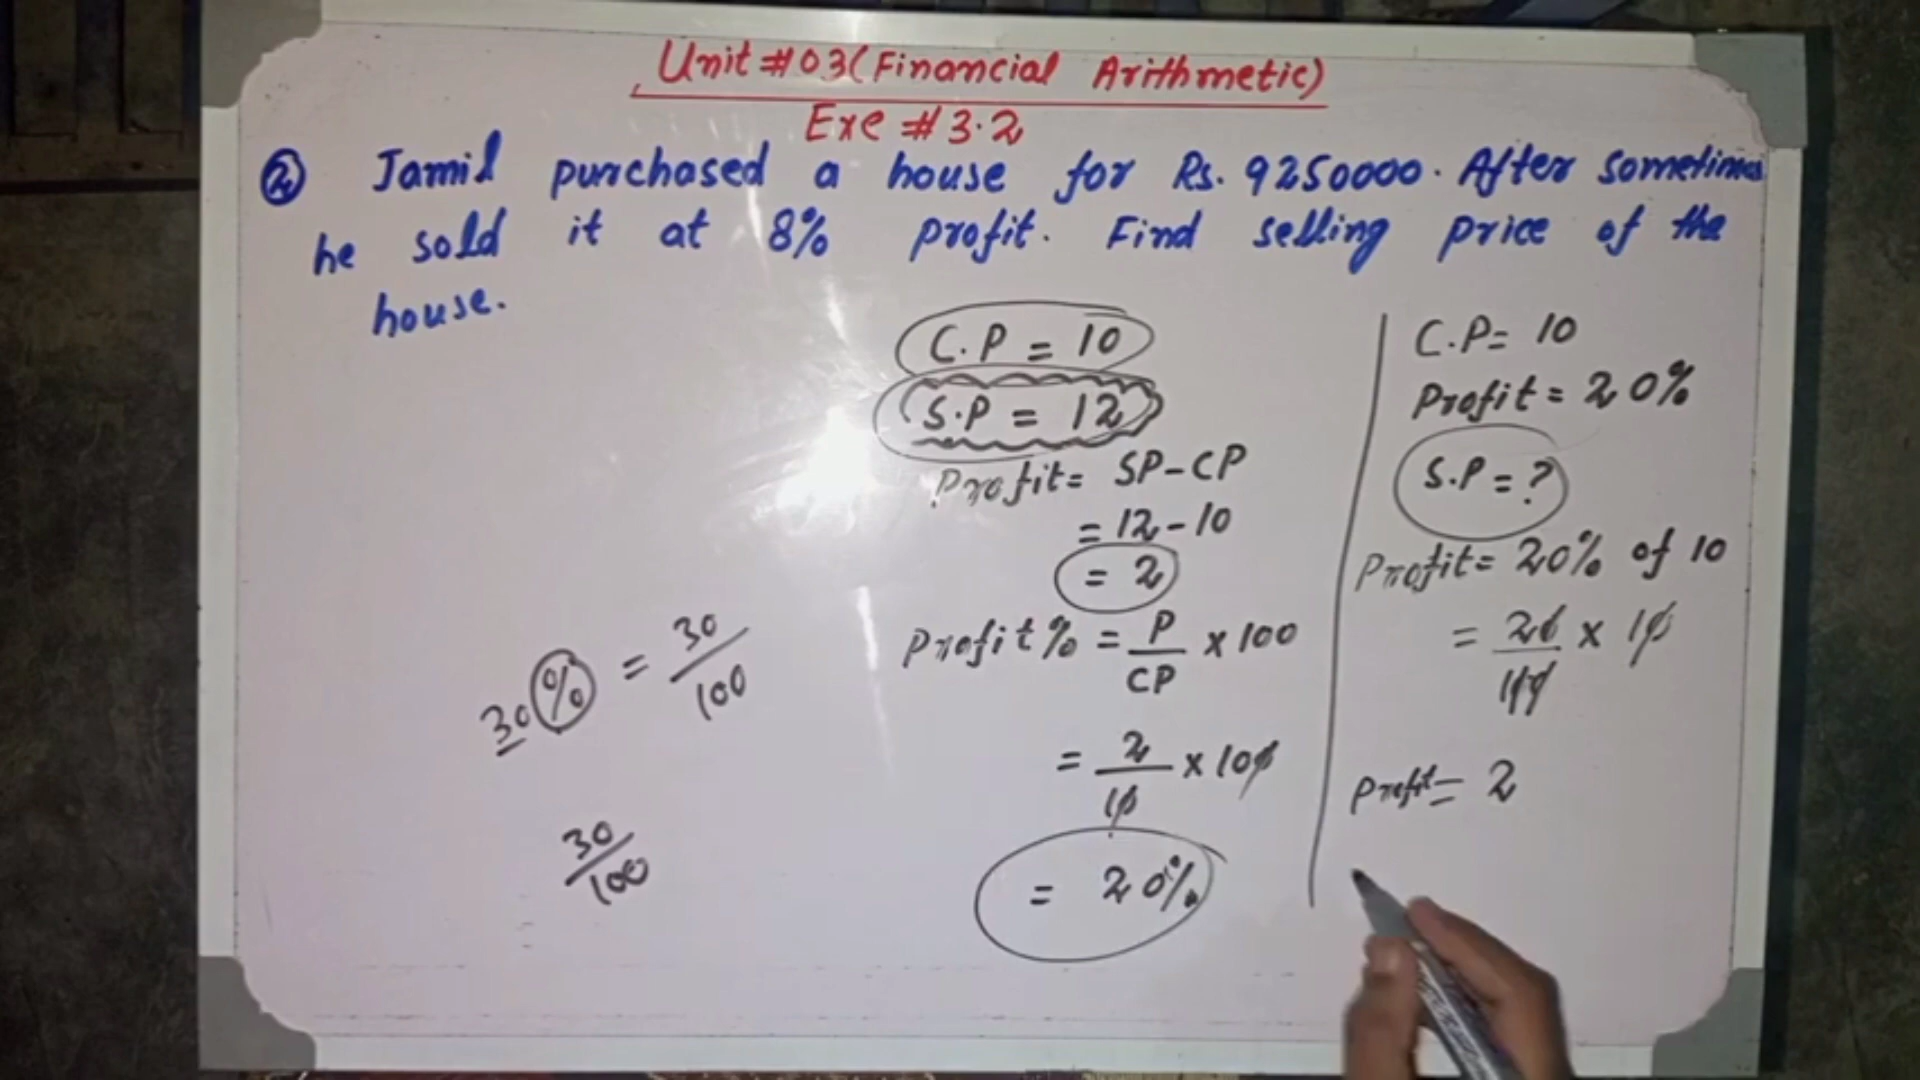 Unit #03(Financial Arithmetic)
Exe #3.2
② Jamil purchased a house for Rs. 9250000. After sometimes
he sold it at 8% profit. Find selling price of the
house.
30% = 30/100
30/100
C.P = 10
S.P = 12
Profit = SP-CP
= 12-10
= 2
Profit% = P/CP x 100
= 2/10 x 100
= 20%
C.P= 10
Profit = 20%
S.P = ?
Profit = 20% of 10
= 20/100 x 10
Profit = 2